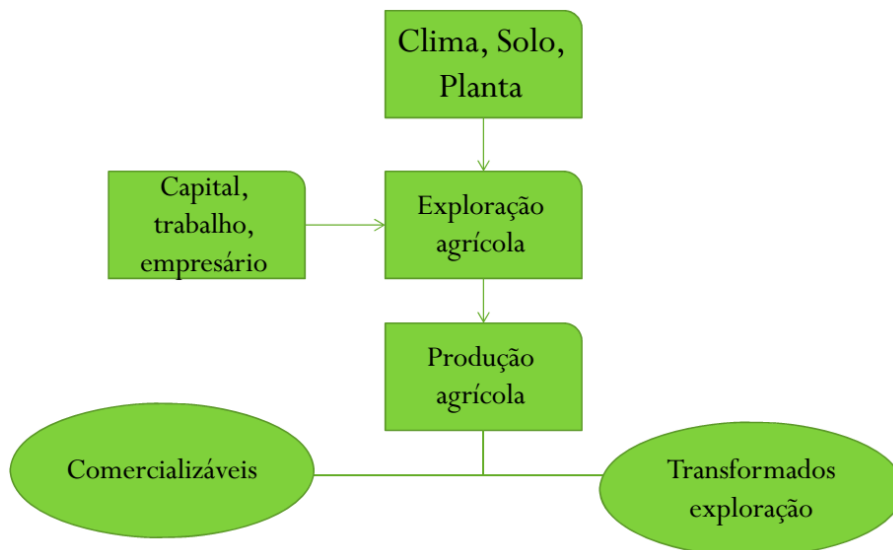 Clima, Solo,
Planta
Capital,
trabalho,
empresário
Exploração
agrícola
Produção
agrícola
Comercializáveis
Transformados
exploração